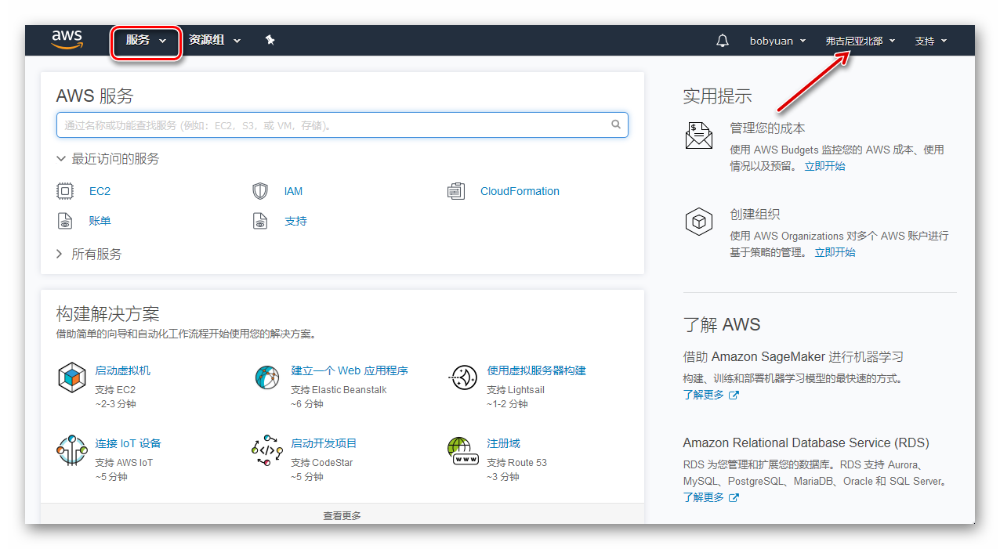 aws 服务 资源组 bobyuan 弗吉尼亚北部 支持
AWS 服务
通过名称或功能查找服务 (例如：EC2，S3，或 VM，存储)。
最近访问的服务
EC2 IAM CloudFormation
账单 支持
所有服务
构建解决方案
借助简单的向导和自动化工作流程开始使用您的解决方案。
启动虚拟机
支持 EC2
~2-3 分钟
建立一个 Web 应用程序
支持 Elastic Beanstalk
~6 分钟
使用虚拟服务器构建
支持 Lightsail
~1-2 分钟
连接 IoT 设备
支持 AWS IoT
~5 分钟
启动开发项目
支持 CodeStar
~5 分钟
注册域
支持 Route 53
~3 分钟
www
查看更多
实用提示
管理您的成本
使用 AWS Budgets 监控您的 AWS 成本、使用
情况以及预留。 立即开始
创建组织
使用 AWS Organizations 对多个 AWS 账户进行
基于策略的管理。 立即开始
了解 AWS
借助 Amazon SageMaker 进行机器学习
构建、训练和部署机器学习模型的最快速的方式。
了解更多
Amazon Relational Database Service (RDS)
RDS 为您管理和扩展您的数据库。RDS 支持 Aurora、
MySQL、PostgreSQL、MariaDB、Oracle 和 SQL Server。
了解更多